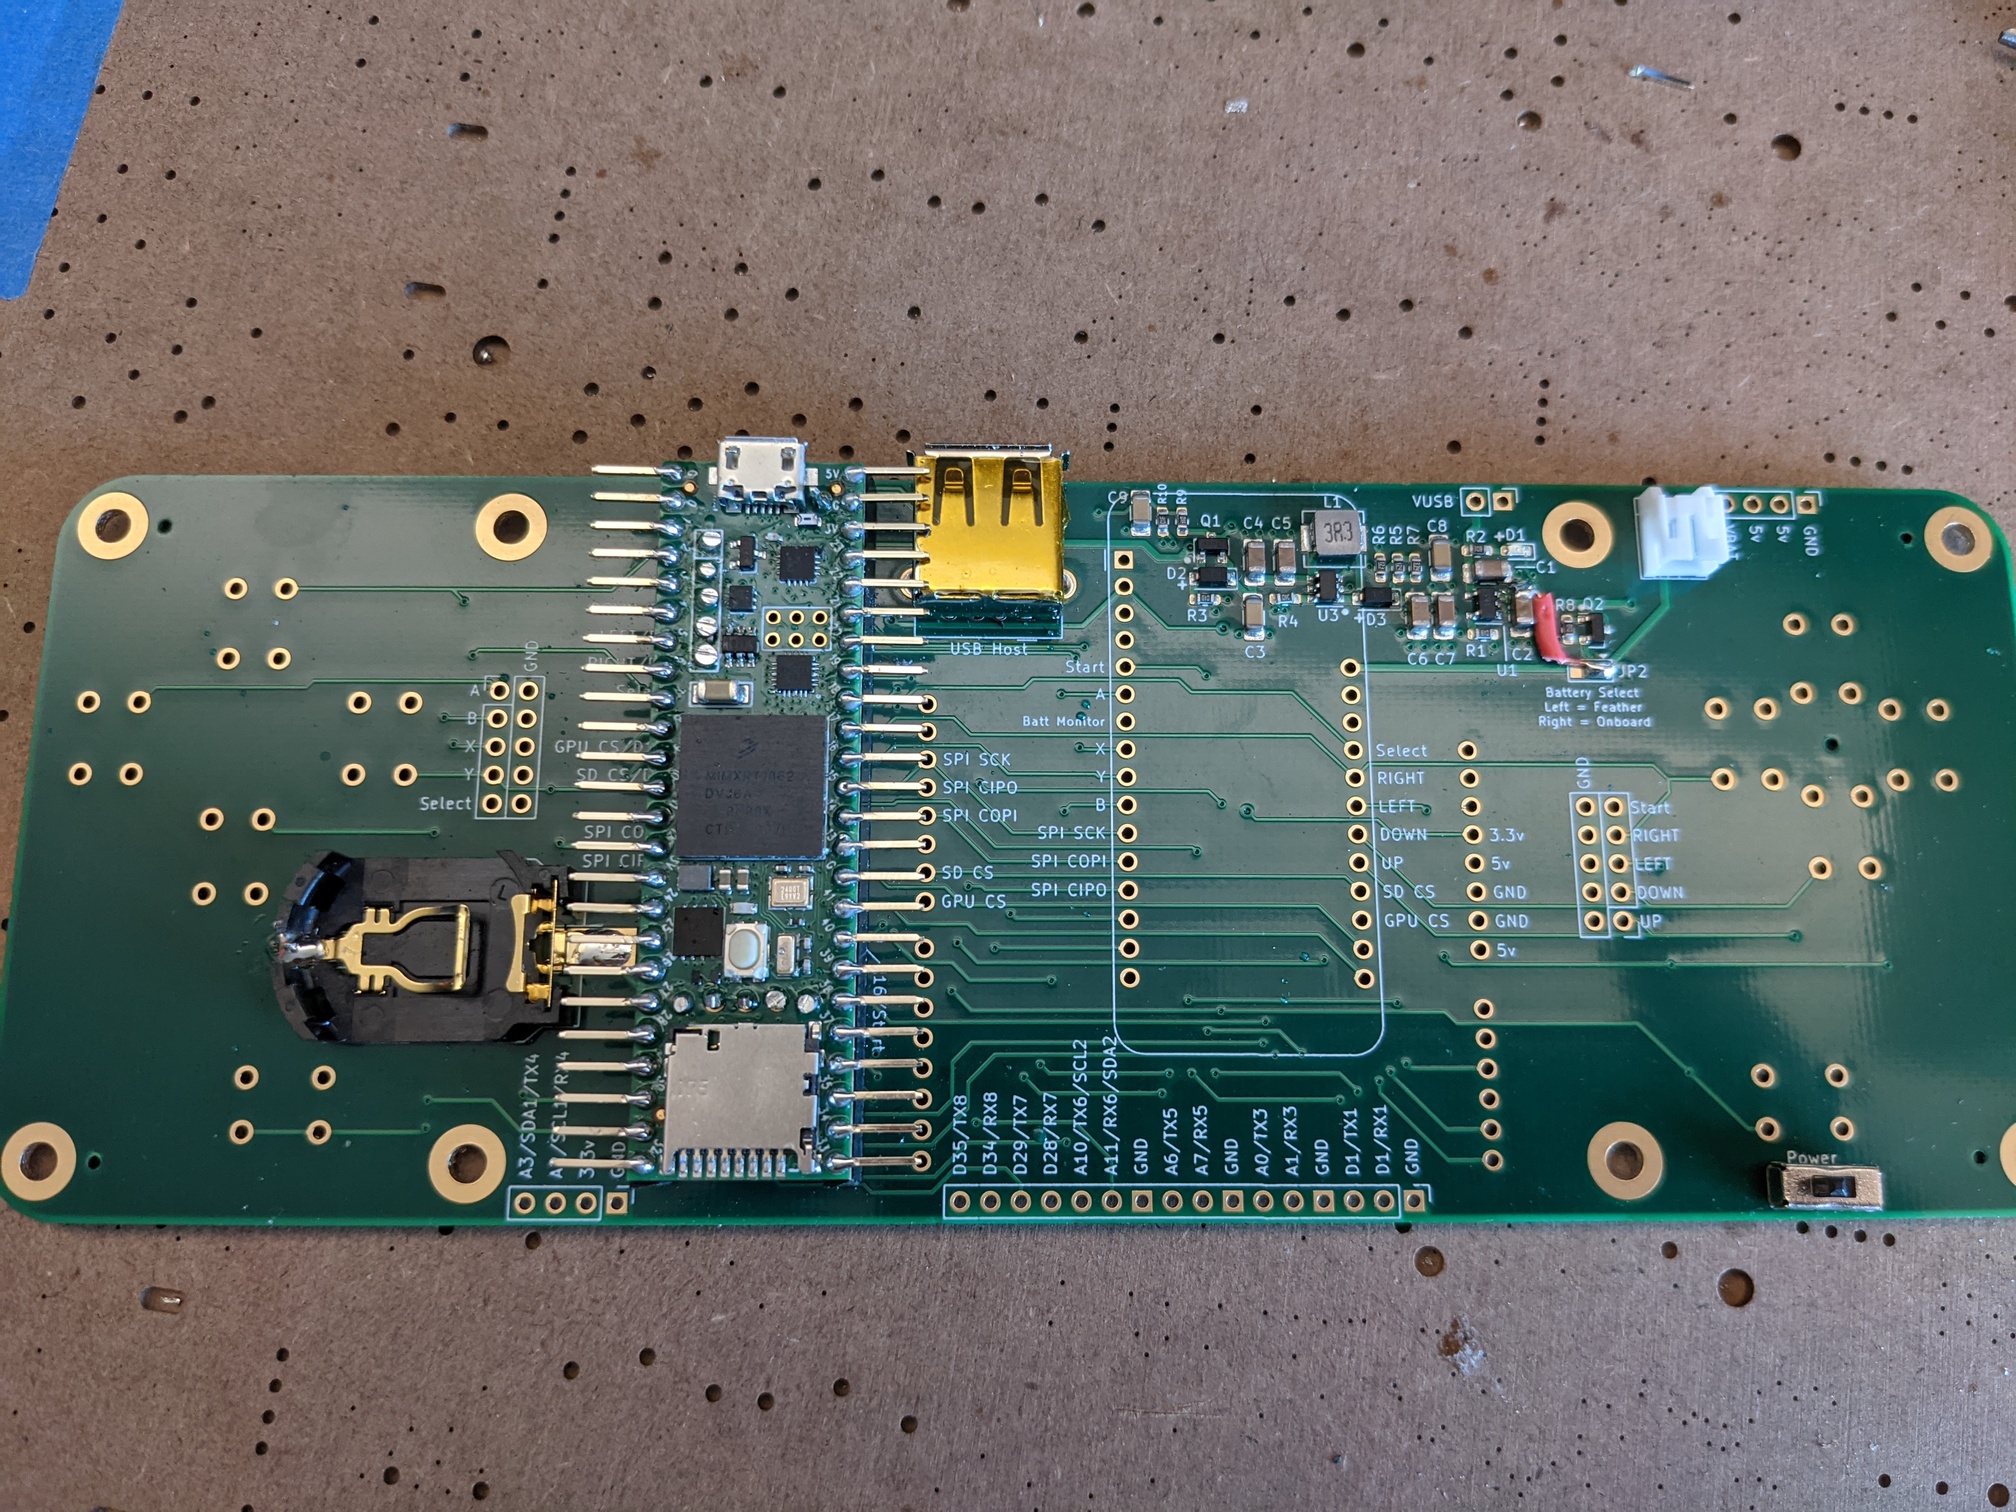 5V
C9
R10
R9
L1
VUSB
Q1
C4
C5
3R3
R6
R5
R7
C8
R2
+D1
5v
5v
GND
D2
+
C1
R3
R4
U3
+D3
R8
Q2
C3
C6
C7
R1
C2
U1
JP2
USB Host
GND
A
B
X
Y
Select
GPU CS/D
SD CS/D
SPI CO
SPI CIP
SPI SCK
SPI CIPO
SPI COPI
SD CS
GPU CS
Start
A
Batt Monitor
X
Y
B
SPI SCK
SPI COPI
SPI CIPO
Battery Select
Left = Feather
Right = Onboard
Select
RIGHT
LEFT
DOWN
UP
SD CS
GPU CS
3.3v
5v
GND
GND
5v
GND
Start
RIGHT
LEFT
DOWN
UP
A3/SDA1/TX4
3.3v
GND
D35/TX8
D34/RX8
D29/TX7
D28/RX7
A10/TX6/SCL2
A11/RX6/SDA2
GND
A6/TX5
A7/RX5
GND
A0/TX3
A1/RX3
GND
D1/TX1
D1/RX1
GND
Power